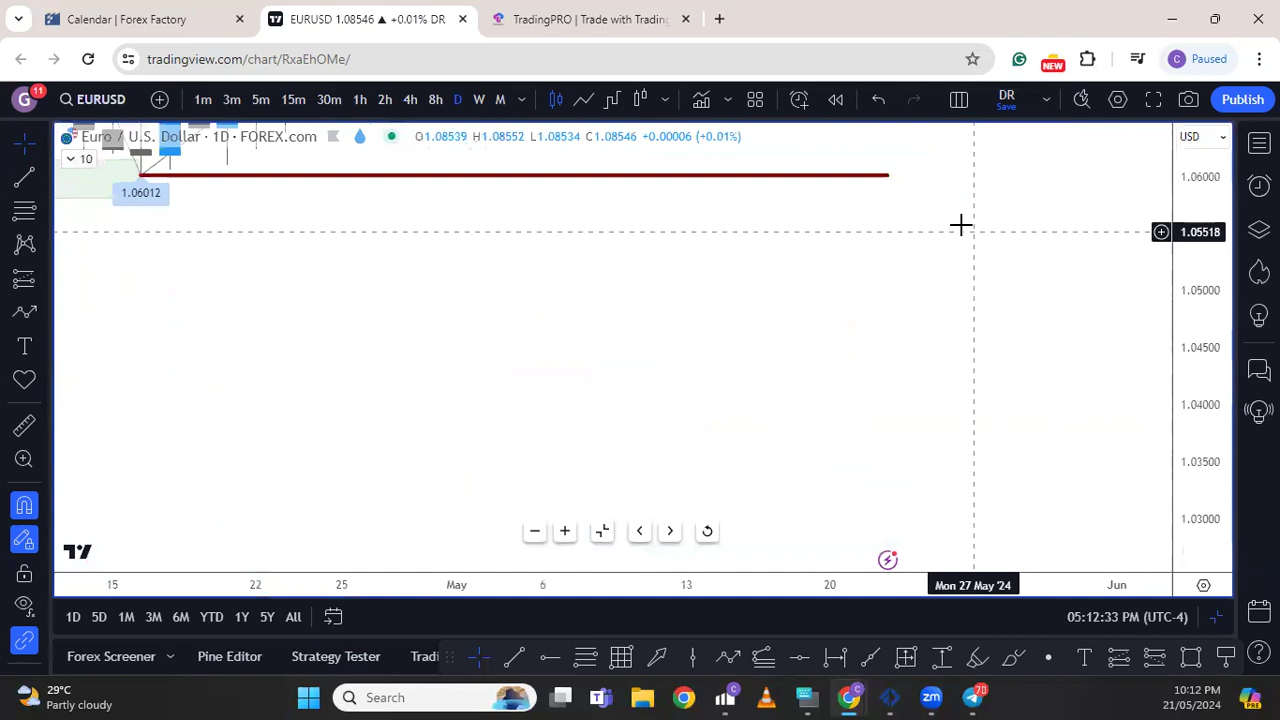 Calendar | Forex Factory
EURUSD 1.08546 ▲ +0.01% DR
TradingPRO | Trade with Trading
tradingview.com/chart/RxaEhOMe/
NEW
C Paused
G 11 EURUSD 1m 3m 5m 15m 30m 1h 2h 4h 8h D W M DR Save Publish
Euro / U.S. Dollar · 1D · FOREX.com O1.08539 H1.08552 L1.08534 C1.08546 +0.00006 (+0.01%) USD
10
1.06000
1.06012
1.05518
1.05000
1.04500
1.04000
1.03500
1.03000
15 22 25 May 6 13 20 Mon 27 May '24 Jun
1D 5D 1M 3M 6M YTD 1Y 5Y All 05:12:33 PM (UTC-4)
Forex Screener Pine Editor Strategy Tester Tradi
29°C
Partly cloudy
Search
70
10:12 PM
21/05/2024